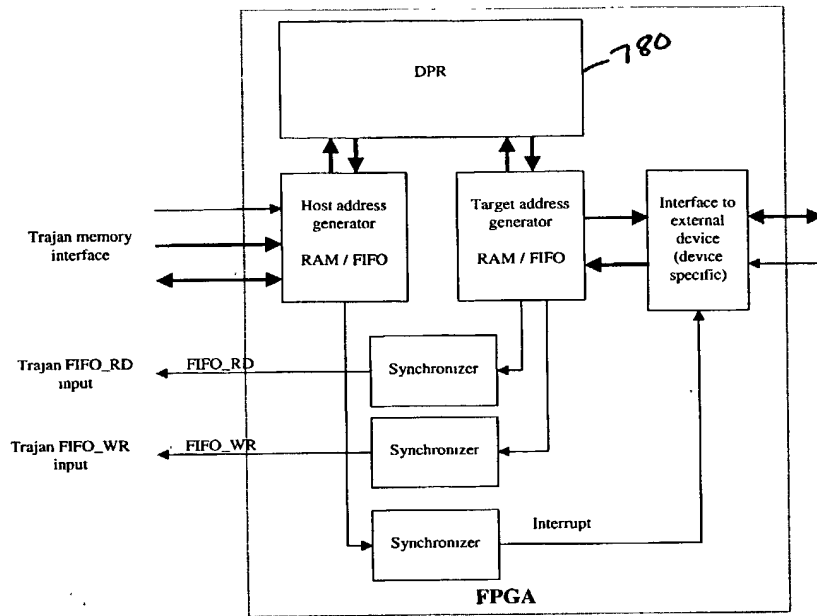 DPR
780
Host address
generator
RAM / FIFO
Target address
generator
RAM / FIFO
Interface to
external
device
(device
specific)
Trajan memory
interface
Trajan FIFO_RD
input
FIFO_RD
Synchronizer
Trajan FIFO_WR
input
FIFO_WR
Synchronizer
Synchronizer
Interrupt
FPGA